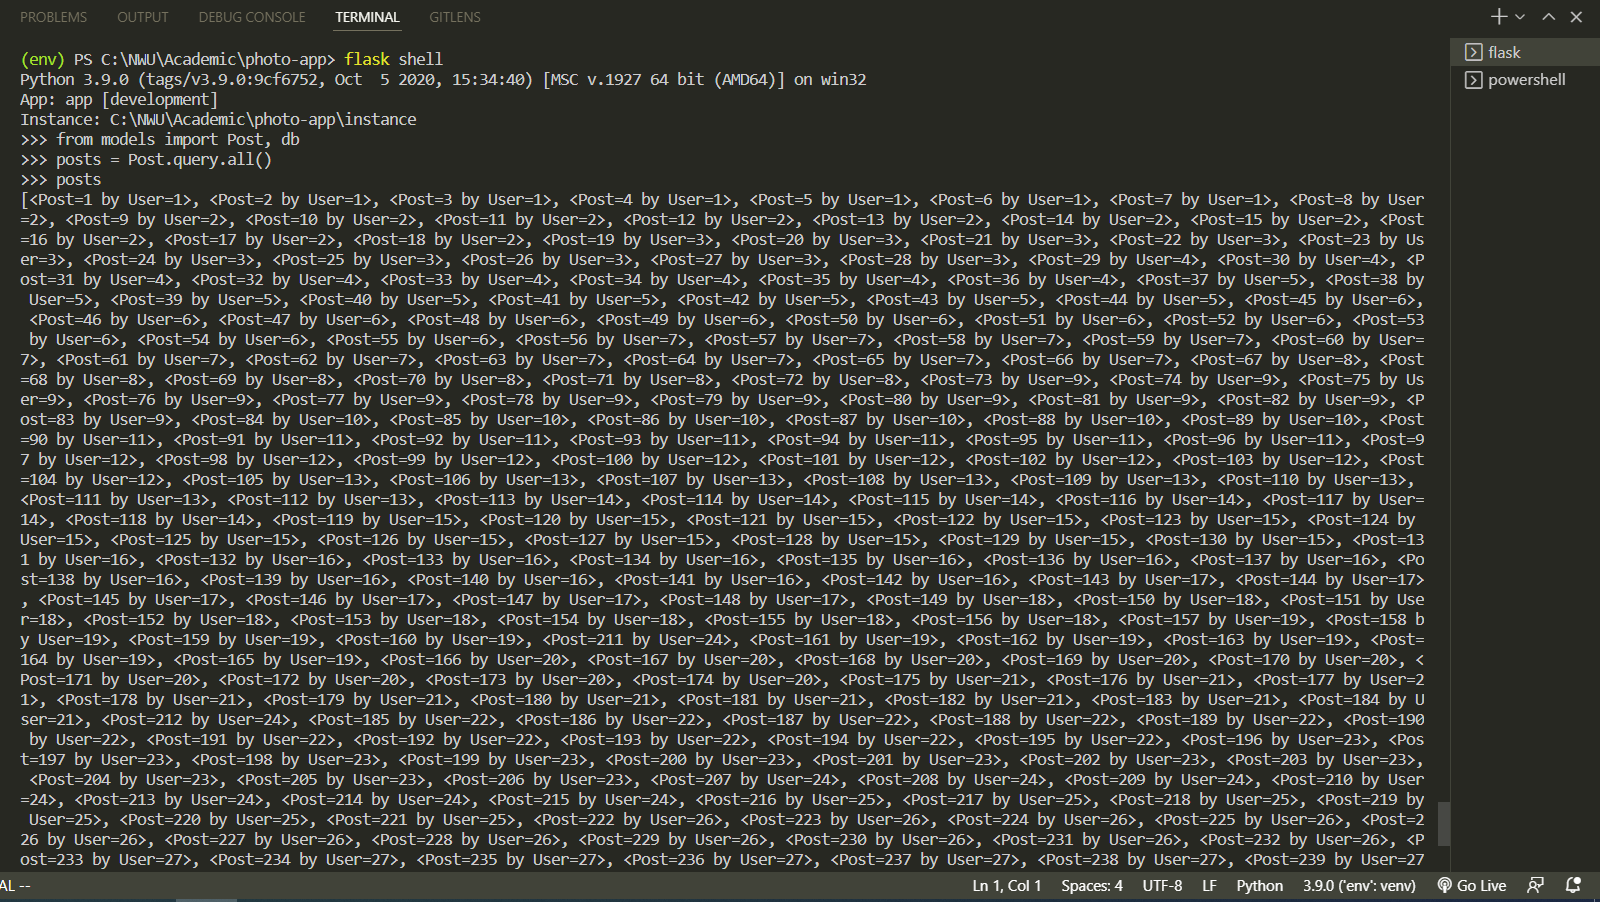 PROBLEMS OUTPUT DEBUG CONSOLE TERMINAL GITLENS
(env) PS C:\NWU\Academic\photo-app> flask shell
Python 3.9.0 (tags/v3.9.0:9cf6752, Oct  5 2020, 15:34:40) [MSC v.1927 64 bit (AMD64)] on win32
App: app [development]
Instance: C:\NWU\Academic\photo-app\instance
>>> from models import Post, db
>>> posts = Post.query.all()
>>> posts
[<Post=1 by User=1>, <Post=2 by User=1>, <Post=3 by User=1>, <Post=4 by User=1>, <Post=5 by User=1>, <Post=6 by User=1>, <Post=7 by User=1>, <Post=8 by User
=2>, <Post=9 by User=2>, <Post=10 by User=2>, <Post=11 by User=2>, <Post=12 by User=2>, <Post=13 by User=2>, <Post=14 by User=2>, <Post=15 by User=2>, <Post
=16 by User=2>, <Post=17 by User=2>, <Post=18 by User=2>, <Post=19 by User=3>, <Post=20 by User=3>, <Post=21 by User=3>, <Post=22 by User=3>, <Post=23 by Us
er=3>, <Post=24 by User=3>, <Post=25 by User=3>, <Post=26 by User=3>, <Post=27 by User=3>, <Post=28 by User=3>, <Post=29 by User=4>, <Post=30 by User=4>, <P
ost=31 by User=4>, <Post=32 by User=4>, <Post=33 by User=4>, <Post=34 by User=4>, <Post=35 by User=4>, <Post=36 by User=4>, <Post=37 by User=5>, <Post=38 by
 User=5>, <Post=39 by User=5>, <Post=40 by User=5>, <Post=41 by User=5>, <Post=42 by User=5>, <Post=43 by User=5>, <Post=44 by User=5>, <Post=45 by User=6>,
 <Post=46 by User=6>, <Post=47 by User=6>, <Post=48 by User=6>, <Post=49 by User=6>, <Post=50 by User=6>, <Post=51 by User=6>, <Post=52 by User=6>, <Post=53
 by User=6>, <Post=54 by User=6>, <Post=55 by User=6>, <Post=56 by User=7>, <Post=57 by User=7>, <Post=58 by User=7>, <Post=59 by User=7>, <Post=60 by User=
7>, <Post=61 by User=7>, <Post=62 by User=7>, <Post=63 by User=7>, <Post=64 by User=7>, <Post=65 by User=7>, <Post=66 by User=7>, <Post=67 by User=8>, <Post
=68 by User=8>, <Post=69 by User=8>, <Post=70 by User=8>, <Post=71 by User=8>, <Post=72 by User=8>, <Post=73 by User=9>, <Post=74 by User=9>, <Post=75 by Us
er=9>, <Post=76 by User=9>, <Post=77 by User=9>, <Post=78 by User=9>, <Post=79 by User=9>, <Post=80 by User=9>, <Post=81 by User=9>, <Post=82 by User=9>, <P
ost=83 by User=9>, <Post=84 by User=10>, <Post=85 by User=10>, <Post=86 by User=10>, <Post=87 by User=10>, <Post=88 by User=10>, <Post=89 by User=10>, <Post
=90 by User=11>, <Post=91 by User=11>, <Post=92 by User=11>, <Post=93 by User=11>, <Post=94 by User=11>, <Post=95 by User=11>, <Post=96 by User=11>, <Post=9
7 by User=12>, <Post=98 by User=12>, <Post=99 by User=12>, <Post=100 by User=12>, <Post=101 by User=12>, <Post=102 by User=12>, <Post=103 by User=12>, <Post
=104 by User=12>, <Post=105 by User=13>, <Post=106 by User=13>, <Post=107 by User=13>, <Post=108 by User=13>, <Post=109 by User=13>, <Post=110 by User=13>,
<Post=111 by User=13>, <Post=112 by User=13>, <Post=113 by User=14>, <Post=114 by User=14>, <Post=115 by User=14>, <Post=116 by User=14>, <Post=117 by User=
14>, <Post=118 by User=14>, <Post=119 by User=15>, <Post=120 by User=15>, <Post=121 by User=15>, <Post=122 by User=15>, <Post=123 by User=15>, <Post=124 by
User=15>, <Post=125 by User=15>, <Post=126 by User=15>, <Post=127 by User=15>, <Post=128 by User=15>, <Post=129 by User=15>, <Post=130 by User=15>, <Post=13
1 by User=16>, <Post=132 by User=16>, <Post=133 by User=16>, <Post=134 by User=16>, <Post=135 by User=16>, <Post=136 by User=16>, <Post=137 by User=16>, <Po
st=138 by User=16>, <Post=139 by User=16>, <Post=140 by User=16>, <Post=141 by User=16>, <Post=142 by User=16>, <Post=143 by User=17>, <Post=144 by User=17>
, <Post=145 by User=17>, <Post=146 by User=17>, <Post=147 by User=17>, <Post=148 by User=17>, <Post=149 by User=18>, <Post=150 by User=18>, <Post=151 by Use
r=18>, <Post=152 by User=18>, <Post=153 by User=18>, <Post=154 by User=18>, <Post=155 by User=18>, <Post=156 by User=18>, <Post=157 by User=19>, <Post=158 b
y User=19>, <Post=159 by User=19>, <Post=160 by User=19>, <Post=211 by User=24>, <Post=161 by User=19>, <Post=162 by User=19>, <Post=163 by User=19>, <Post=
164 by User=19>, <Post=165 by User=19>, <Post=166 by User=20>, <Post=167 by User=20>, <Post=168 by User=20>, <Post=169 by User=20>, <Post=170 by User=20>, <
Post=171 by User=20>, <Post=172 by User=20>, <Post=173 by User=20>, <Post=174 by User=20>, <Post=175 by User=21>, <Post=176 by User=21>, <Post=177 by User=2
1>, <Post=178 by User=21>, <Post=179 by User=21>, <Post=180 by User=21>, <Post=181 by User=21>, <Post=182 by User=21>, <Post=183 by User=21>, <Post=184 by U
ser=21>, <Post=212 by User=24>, <Post=185 by User=22>, <Post=186 by User=22>, <Post=187 by User=22>, <Post=188 by User=22>, <Post=189 by User=22>, <Post=190
 by User=22>, <Post=191 by User=22>, <Post=192 by User=22>, <Post=193 by User=22>, <Post=194 by User=22>, <Post=195 by User=22>, <Post=196 by User=23>, <Pos
t=197 by User=23>, <Post=198 by User=23>, <Post=199 by User=23>, <Post=200 by User=23>, <Post=201 by User=23>, <Post=202 by User=23>, <Post=203 by User=23>,
 <Post=204 by User=23>, <Post=205 by User=23>, <Post=206 by User=23>, <Post=207 by User=24>, <Post=208 by User=24>, <Post=209 by User=24>, <Post=210 by User
=24>, <Post=213 by User=24>, <Post=214 by User=24>, <Post=215 by User=24>, <Post=216 by User=25>, <Post=217 by User=25>, <Post=218 by User=25>, <Post=219 by
 User=25>, <Post=220 by User=25>, <Post=221 by User=25>, <Post=222 by User=26>, <Post=223 by User=26>, <Post=224 by User=26>, <Post=225 by User=26>, <Post=2
26 by User=26>, <Post=227 by User=26>, <Post=228 by User=26>, <Post=229 by User=26>, <Post=230 by User=26>, <Post=231 by User=26>, <Post=232 by User=26>, <P
ost=233 by User=27>, <Post=234 by User=27>, <Post=235 by User=27>, <Post=236 by User=27>, <Post=237 by User=27>, <Post=238 by User=27>, <Post=239 by User=27
flask
powershell
AL -- Ln 1, Col 1 Spaces: 4 UTF-8 LF Python 3.9.0 ('env': venv) Go Live